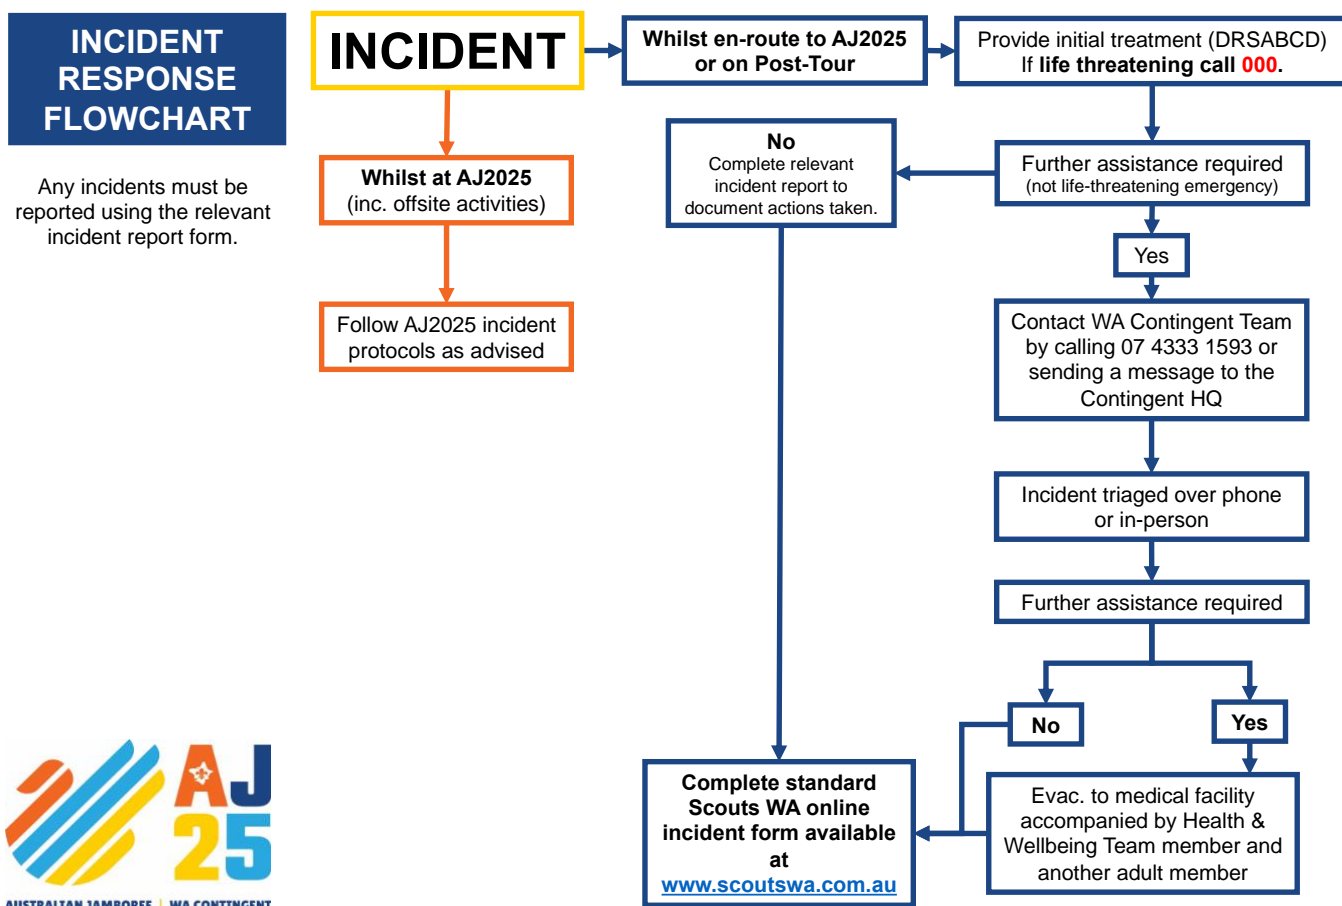 INCIDENT
RESPONSE
FLOWCHART
Any incidents must be
reported using the relevant
incident report form.
INCIDENT
Whilst en-route to AJ2025
or on Post-Tour
Provide initial treatment (DRSABCD)
If life threatening call 000.
Whilst at AJ2025
(inc. offsite activities)
Follow AJ2025 incident
protocols as advised
No
Complete relevant
incident report to
document actions taken.
Further assistance required
(not life-threatening emergency)
Yes
Contact WA Contingent Team
by calling 07 4333 1593 or
sending a message to the
Contingent HQ
Incident triaged over phone
or in-person
Further assistance required
No
Yes
Evac. to medical facility
accompanied by Health &
Wellbeing Team member and
another adult member
Complete standard
Scouts WA online
incident form available
at
www.scoutswa.com.au
AJ
25
AUSTRALIAN JAMBOREE | WA CONTINGENT